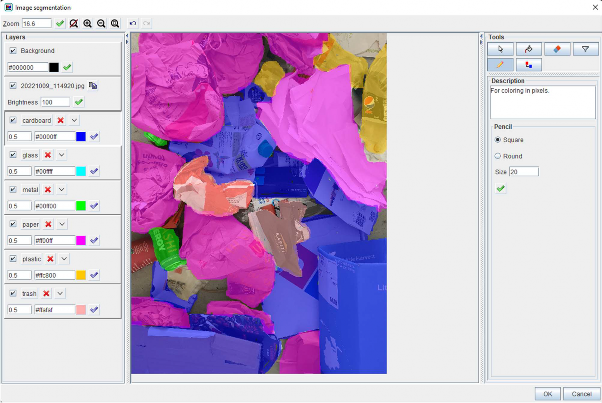 Image segmentation
Zoom 16.6
Layers
Background
#000000
20221009_114920.jpg
Brightness 100
cardboard
0.5 #0000ff
glass
0.5 #00ffff
metal
0.5 #00ff00
paper
0.5 #ff00ff
plastic
0.5 #ffc800
trash
0.5 #ffafaf
Tools
Description
For coloring in pixels.
Pencil
Square
Round
Size 20
OK Cancel